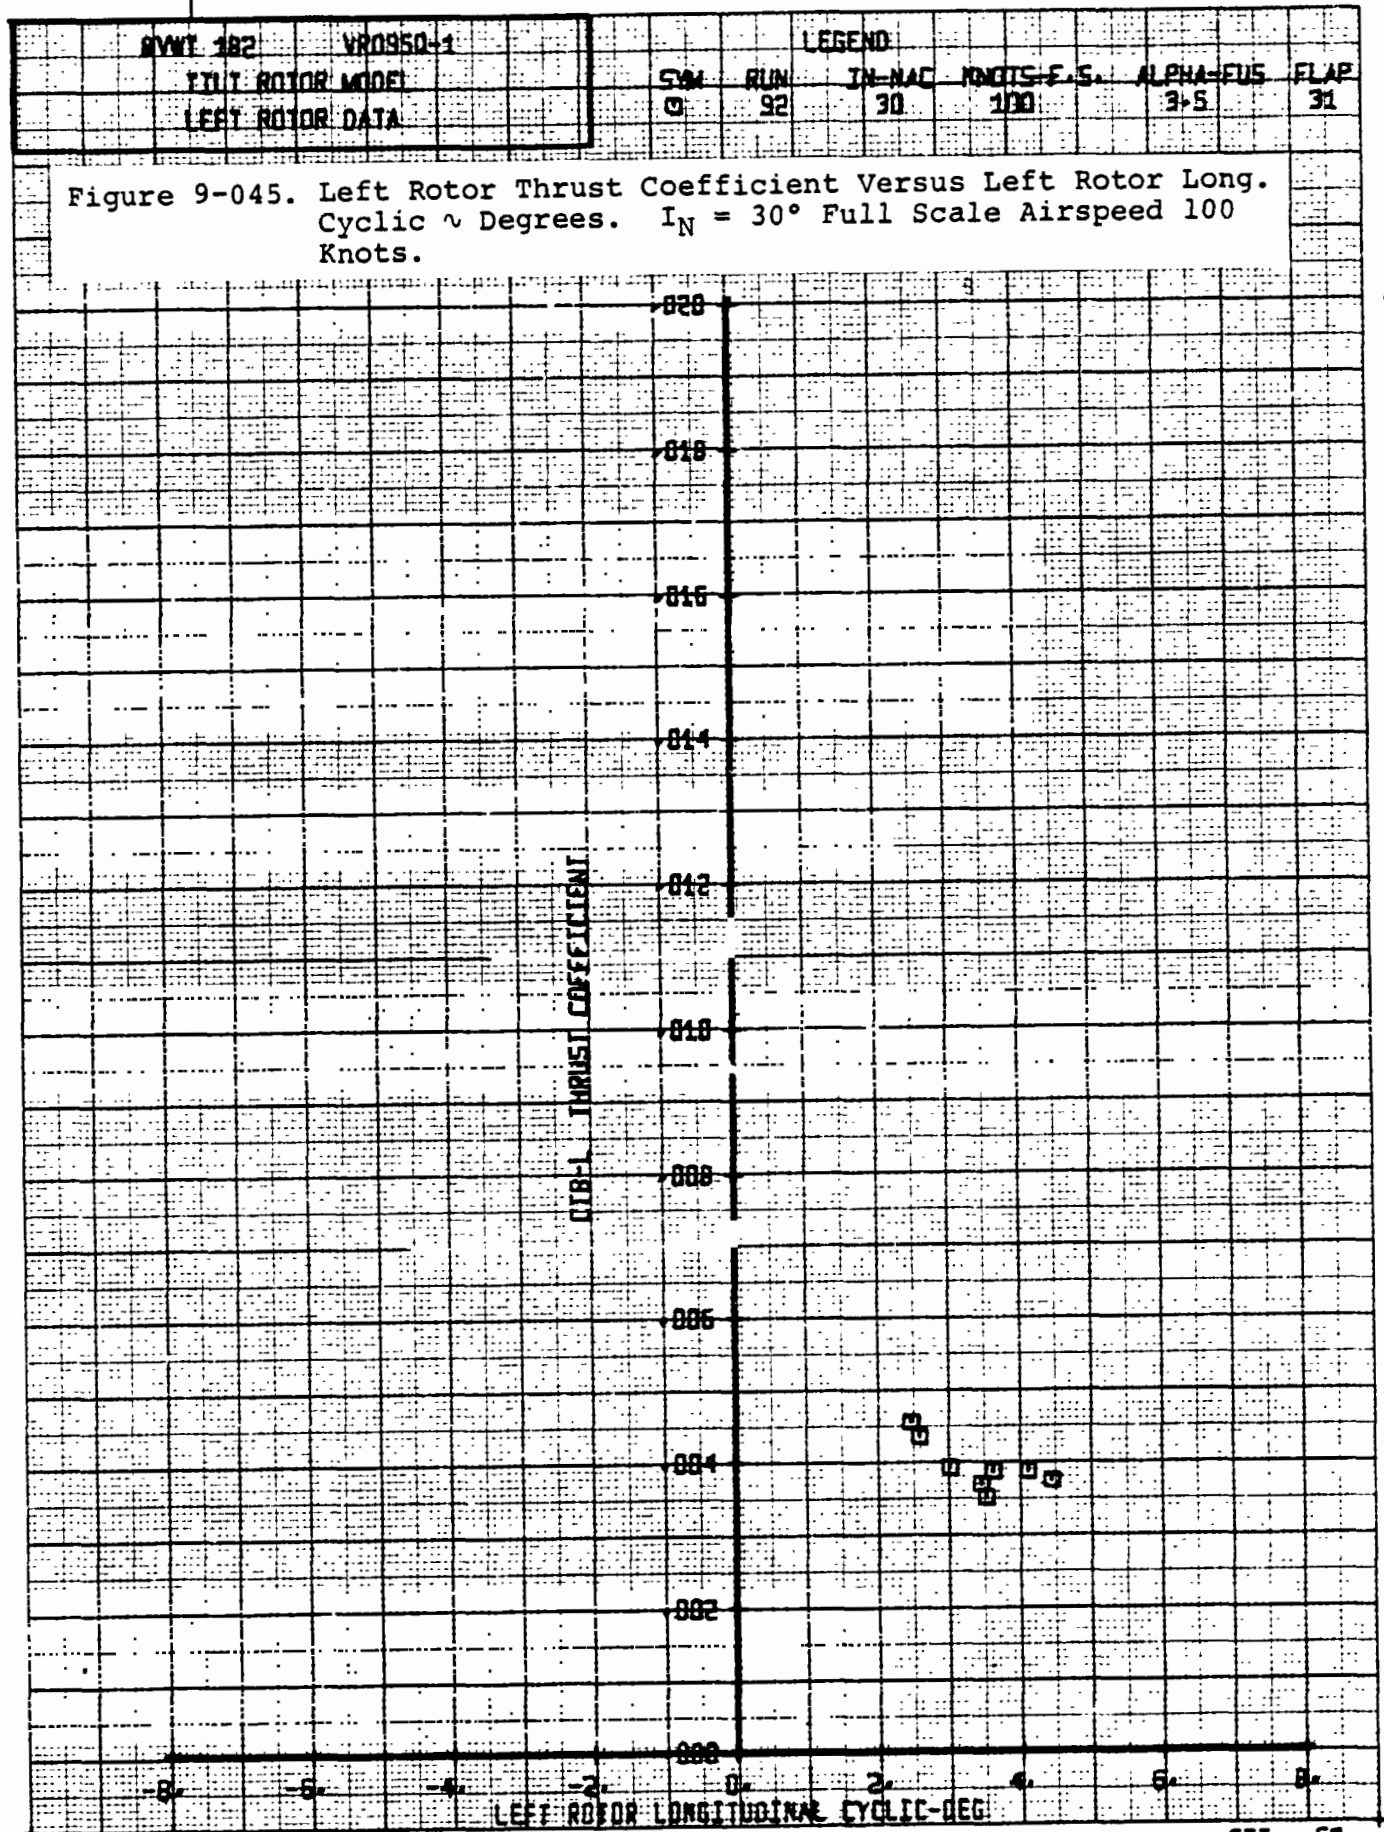 BVWT 182 VR0950-1
TILT ROTOR MODEL
LEFT ROTOR DATA
LEGEND
SYM RUN IN-NAC KNOTS-F.S. ALPHA-FUS FLAP
92 30 100 3.5 31
Figure 9-045. Left Rotor Thrust Coefficient Versus Left Rotor Long.
Cyclic ~ Degrees. I_N = 30° Full Scale Airspeed 100
Knots.
.020
.018
.016
.014
.012
.010
.008
.006
.004
.002
.000
CTB-L THRUST COEFFICIENT
-8. -6. -4. -2. 0. 2. 4. 6. 8.
LEFT ROTOR LONGITUDINAL CYCLIC-DEG